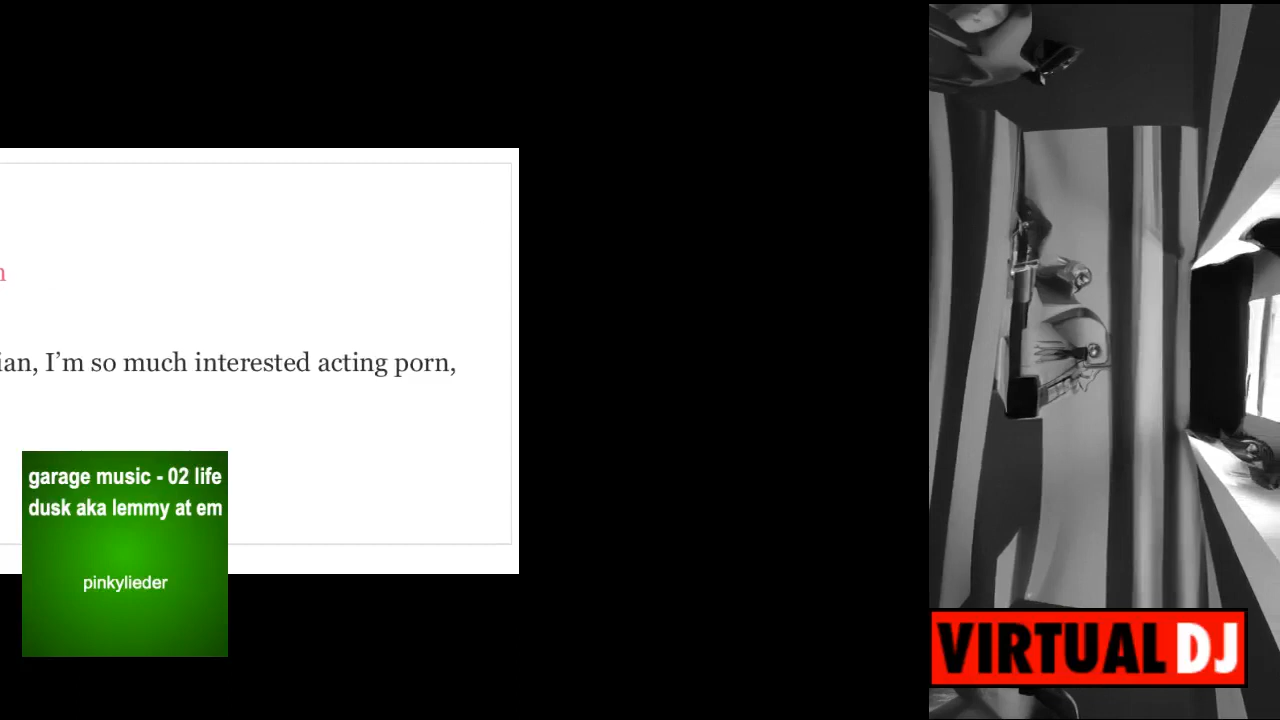 n
ian, I’m so much interested acting porn,
garage music - 02 life
dusk aka lemmy at em
pinkylieder
VIRTUAL DJ